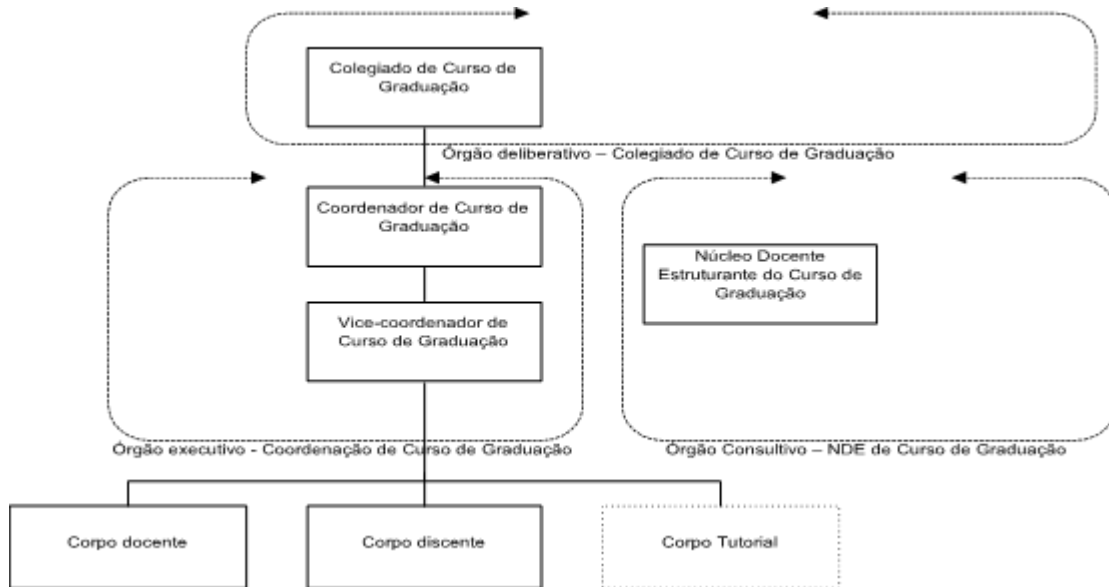 Colegiado de Curso de
Graduação
Órgão deliberativo – Colegiado de Curso de Graduação
Coordenador de Curso de
Graduação
Núcleo Docente
Estruturante do Curso de
Graduação
Vice-coordenador de
Curso de Graduação
Órgão executivo - Coordenação de Curso de Graduação
Órgão Consultivo – NDE de Curso de Graduação
Corpo docente
Corpo discente
Corpo Tutorial